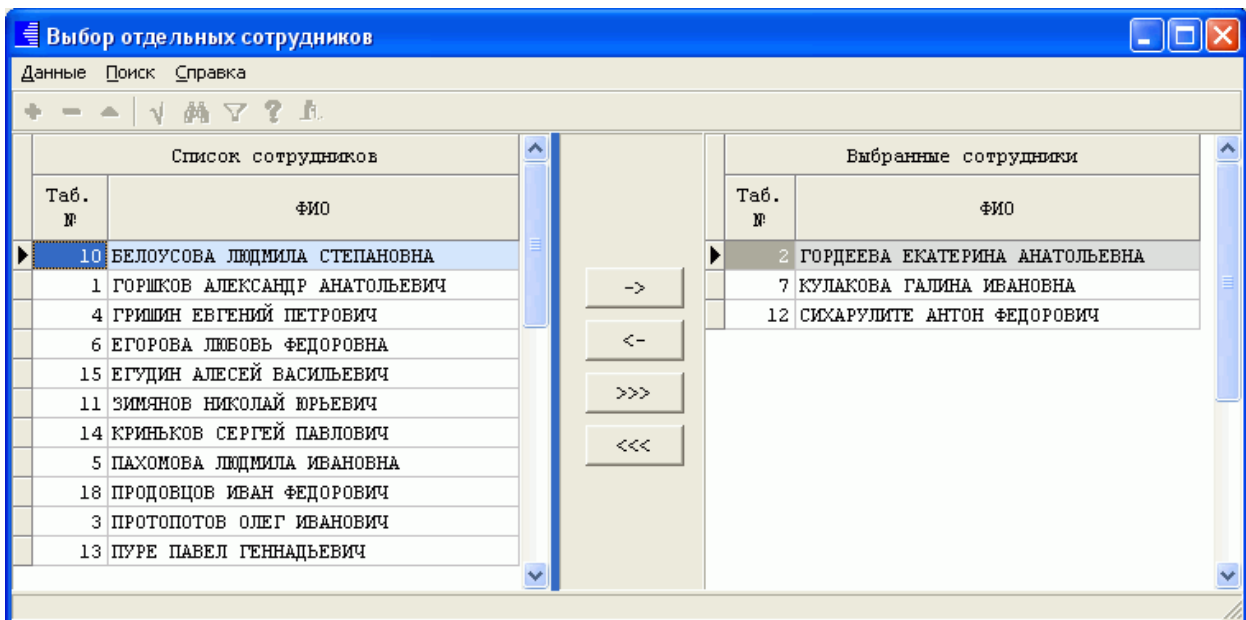 Выбор отдельных сотрудников
Данные Поиск Справка
Список сотрудников
Таб. № ФИО
10 БЕЛОУСОВА ЛЮДМИЛА СТЕПАНОВНА
1 ГОРШКОВ АЛЕКСАНДР АНАТОЛЬЕВИЧ
4 ГРИШИН ЕВГЕНИЙ ПЕТРОВИЧ
6 ЕГОРОВА ЛЮБОВЬ ФЕДОРОВНА
15 ЕГУДИН АЛЕСЕЙ ВАСИЛЬЕВИЧ
11 ЗИМЯНОВ НИКОЛАЙ ЮРЬЕВИЧ
14 КРИНЬКОВ СЕРГЕЙ ПАВЛОВИЧ
5 ПАХОМОВА ЛЮДМИЛА ИВАНОВНА
18 ПРОДОВЦОВ ИВАН ФЕДОРОВИЧ
3 ПРОТОПОТОВ ОЛЕГ ИВАНОВИЧ
13 ПУРЕ ПАВЕЛ ГЕННАДЬЕВИЧ
->
<-
>>>
<<<
Выбранные сотрудники
Таб. № ФИО
2 ГОРДЕЕВА ЕКАТЕРИНА АНАТОЛЬЕВНА
7 КУЛАКОВА ГАЛИНА ИВАНОВНА
12 СИХАРУЛИТЕ АНТОН ФЕДОРОВИЧ